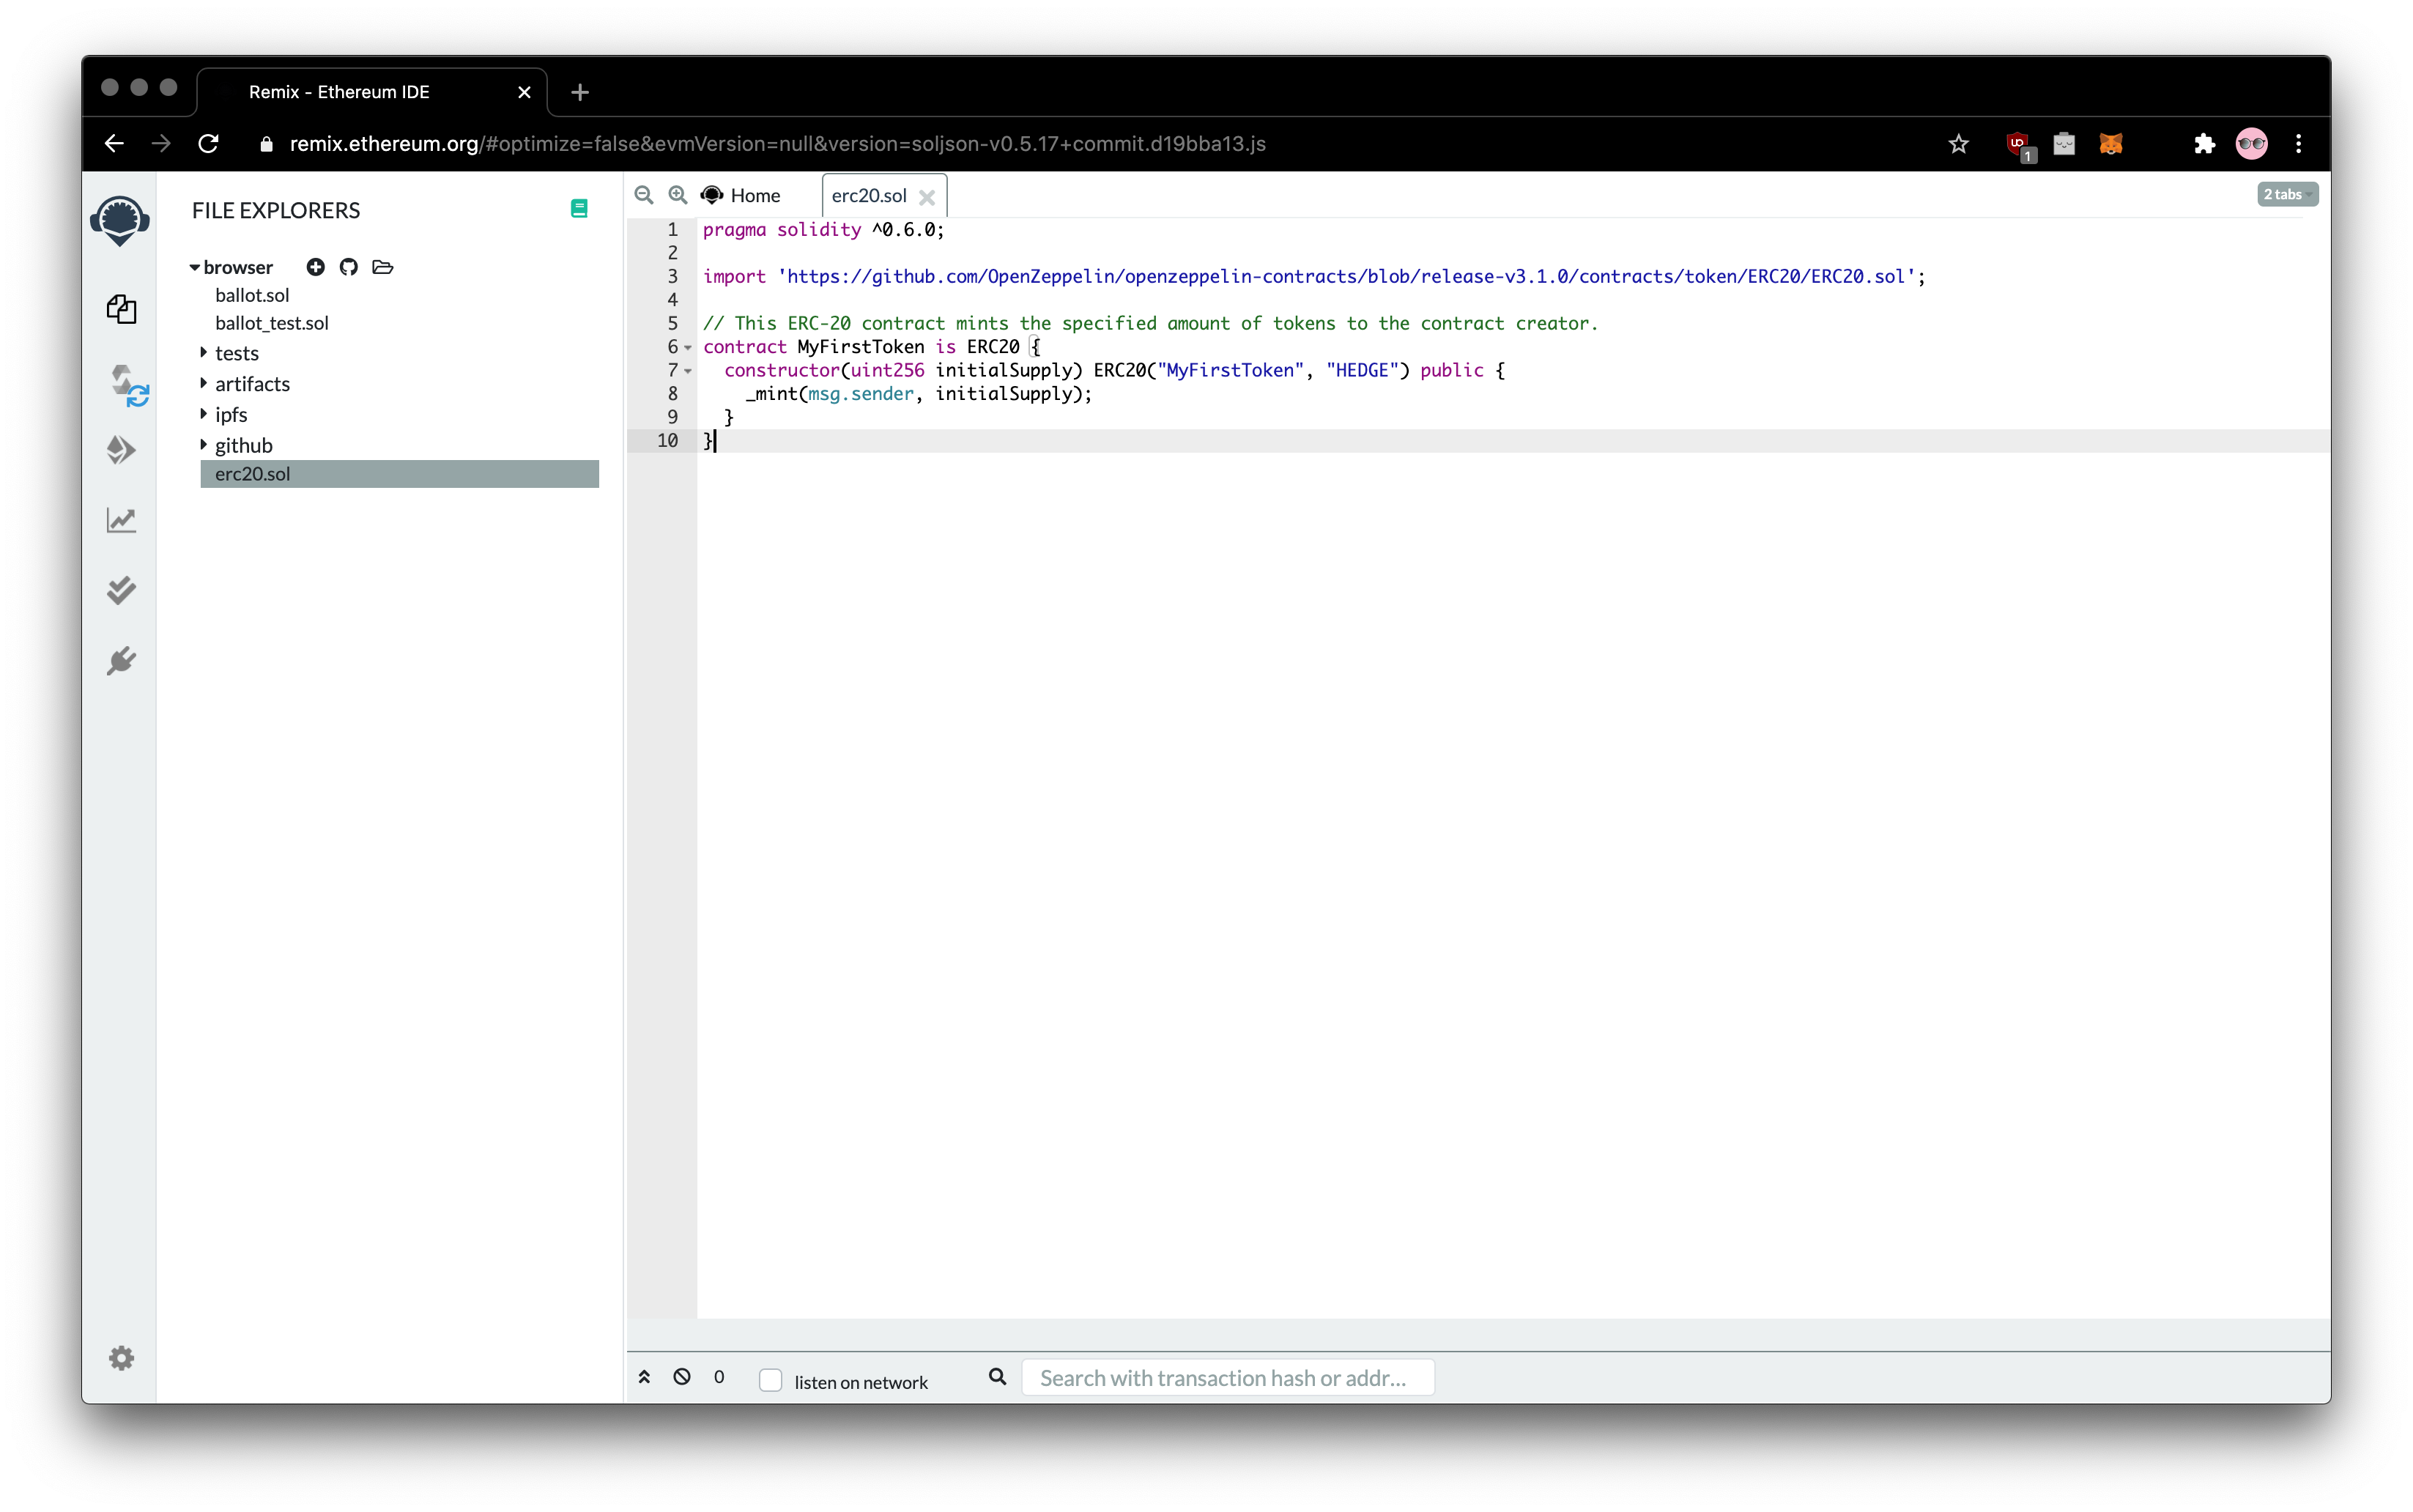 Remix - Ethereum IDE
remix.ethereum.org/#optimize=false&evmVersion=null&version=soljson-v0.5.17+commit.d19bba13.js
1
FILE EXPLORERS
browser
ballot.sol
ballot_test.sol
tests
artifacts
ipfs
github
erc20.sol
Home
erc20.sol
2 tabs
1 pragma solidity ^0.6.0;
2
3 import 'https://github.com/OpenZeppelin/openzeppelin-contracts/blob/release-v3.1.0/contracts/token/ERC20/ERC20.sol';
4
5 // This ERC-20 contract mints the specified amount of tokens to the contract creator.
6 contract MyFirstToken is ERC20 {
7 constructor(uint256 initialSupply) ERC20("MyFirstToken", "HEDGE") public {
8 _mint(msg.sender, initialSupply);
9 }
10 }
0 listen on network Search with transaction hash or addr...